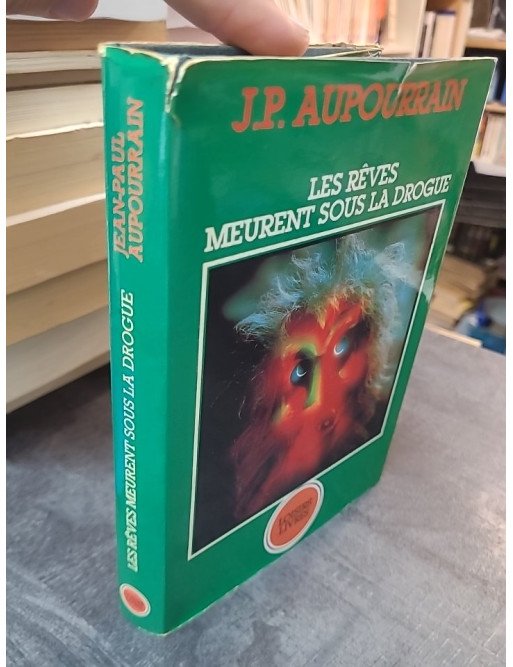 J.P. AUPOURRAIN
LES RÊVES
MEURENT SOUS LA DROGUE
JEAN-PAUL
AUPOURRAIN
LES RÊVES MEURENT SOUS LA DROGUE